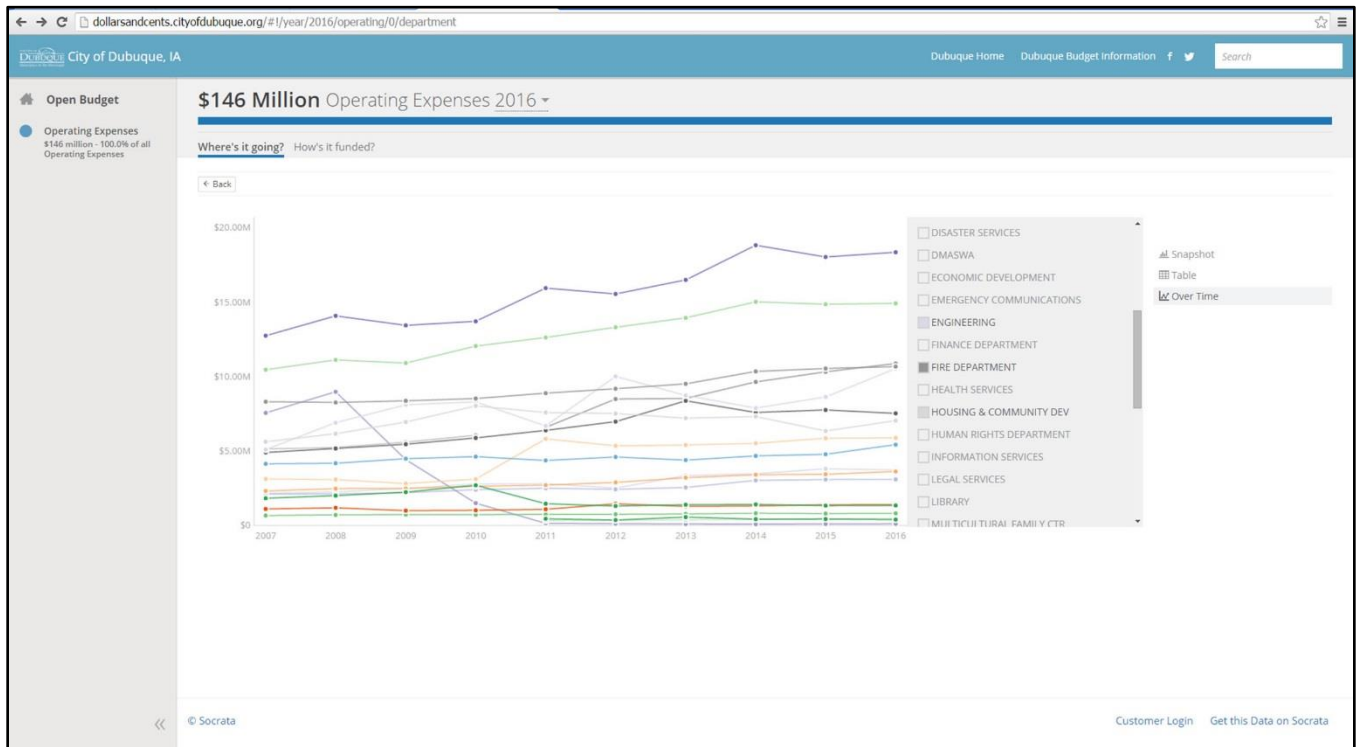 dollarsandcents.cityofdubuque.org/#!/year/2016/operating/0/department
DUBUQUE City of Dubuque, IA
Dubuque Home Dubuque Budget Information f Search
Open Budget
Operating Expenses
$146 million - 100.0% of all
Operating Expenses
$146 Million Operating Expenses 2016
Where's it going? How's it funded?
Back
$20.00M
$15.00M
$10.00M
$5.00M
$0
2007 2008 2009 2010 2011 2012 2013 2014 2015 2016
DISASTER SERVICES
DMASWA
ECONOMIC DEVELOPMENT
EMERGENCY COMMUNICATIONS
ENGINEERING
FINANCE DEPARTMENT
FIRE DEPARTMENT
HEALTH SERVICES
HOUSING & COMMUNITY DEV
HUMAN RIGHTS DEPARTMENT
INFORMATION SERVICES
LEGAL SERVICES
LIBRARY
MULTICULTURAL FAMILY CTR
Snapshot
Table
Over Time
© Socrata
Customer Login Get this Data on Socrata